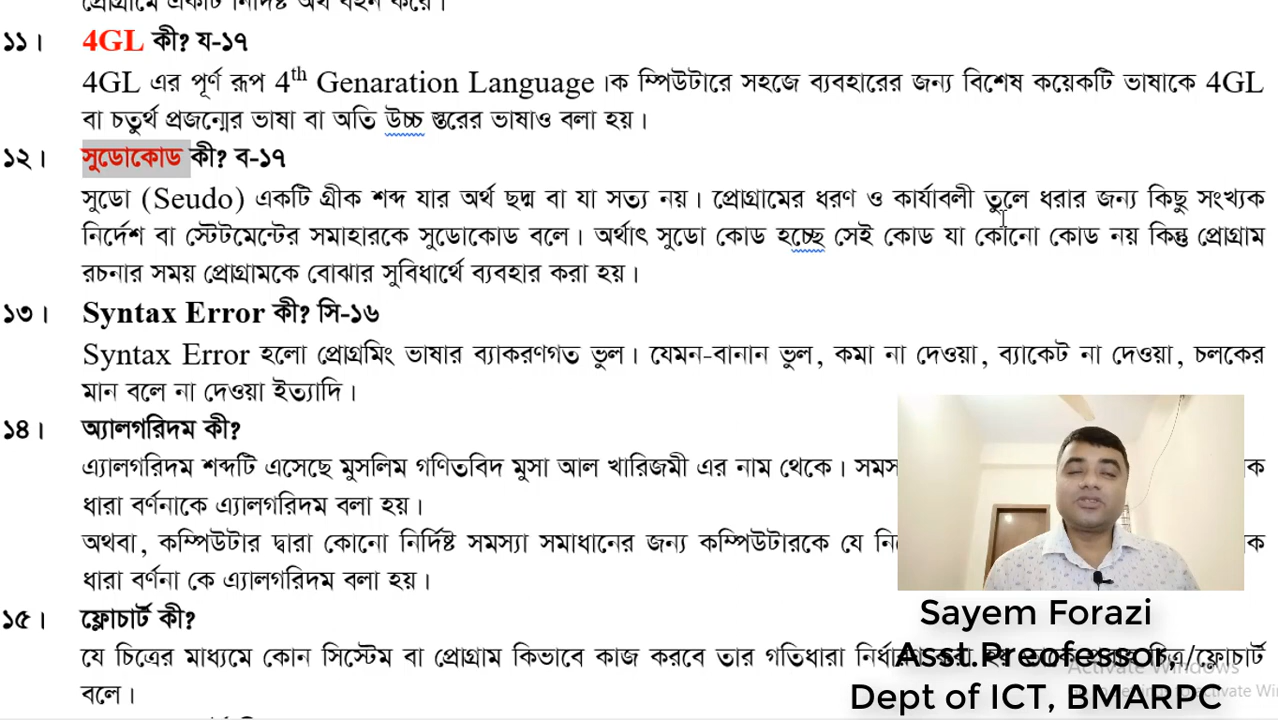 প্রোগ্রামে একটি নির্দিষ্ট অর্থ বহন করে।
১১। 4GL কী? য-১৭
4GL এর পূর্ণ রূপ 4th Genaration Language।ক ম্পিউটারে সহজে ব্যবহারের জন্য বিশেষ কয়েকটি ভাষাকে 4GL
বা চতুর্থ প্রজন্মের ভাষা বা অতি উচ্চ স্তরের ভাষাও বলা হয়।
১২। সুডোকোড কী? ব-১৭
সুডো (Seudo) একটি গ্রীক শব্দ যার অর্থ ছদ্ম বা যা সত্য নয়। প্রোগ্রামের ধরণ ও কার্যাবলী তুলে ধরার জন্য কিছু সংখ্যক
নির্দেশ বা স্টেটমেন্টের সমাহারকে সুডোকোড বলে। অর্থাৎ সুডো কোড হচ্ছে সেই কোড যা কোনো কোড নয় কিন্তু প্রোগ্রাম
রচনার সময় প্রোগ্রামকে বোঝার সুবিধার্থে ব্যবহার করা হয়।
১৩। Syntax Error কী? সি-১৬
Syntax Error হলো প্রোগ্রমিং ভাষার ব্যাকরণগত ভুল। যেমন-বানান ভুল, কমা না দেওয়া, ব্যাকেট না দেওয়া, চলকের
মান বলে না দেওয়া ইত্যাদি।
১৪। অ্যালগরিদম কী?
এ্যালগরিদম শব্দটি এসেছে মুসলিম গণিতবিদ মুসা আল খারিজমী এর নাম থেকে।
ধারা বর্ণনাকে এ্যালগরিদম বলা হয়।
অথবা, কম্পিউটার দ্বারা কোনো নির্দিষ্ট সমস্যা সমাধানের জন্য কম্পিউটারকে যে
ধারা বর্ণনা কে এ্যালগরিদম বলা হয়।
Sayem Forazi
১৫। ফ্লোচার্ট কী?
যে চিত্রের মাধ্যমে কোন সিস্টেম বা প্রোগ্রাম কিভাবে কাজ করবে তার গতিধারা চিত্র/ফ্লোচার্ট
Asst.Preofessor,
বলে।
Dept of ICT, BMARPC
Activate Windows